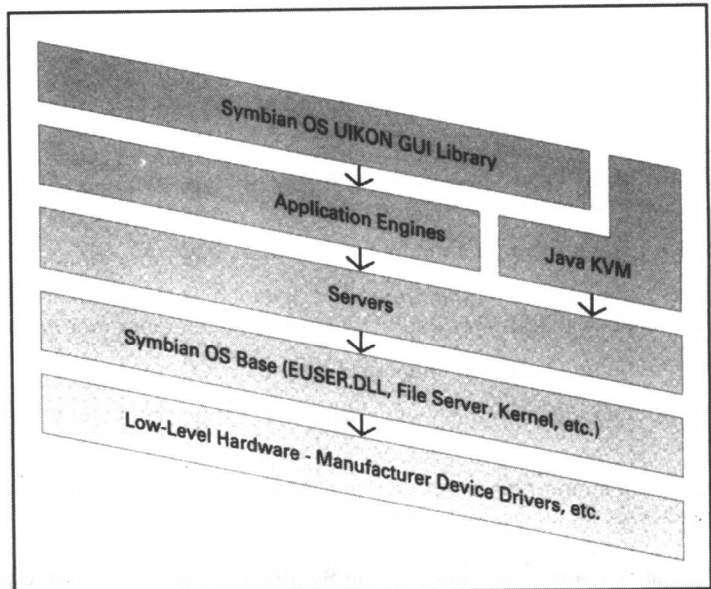 Symbian OS UIKON GUI Library
Application Engines
Java KVM
Servers
Symbian OS Base (EUSER.DLL, File Server, Kernel, etc.)
Low-Level Hardware - Manufacturer Device Drivers, etc.